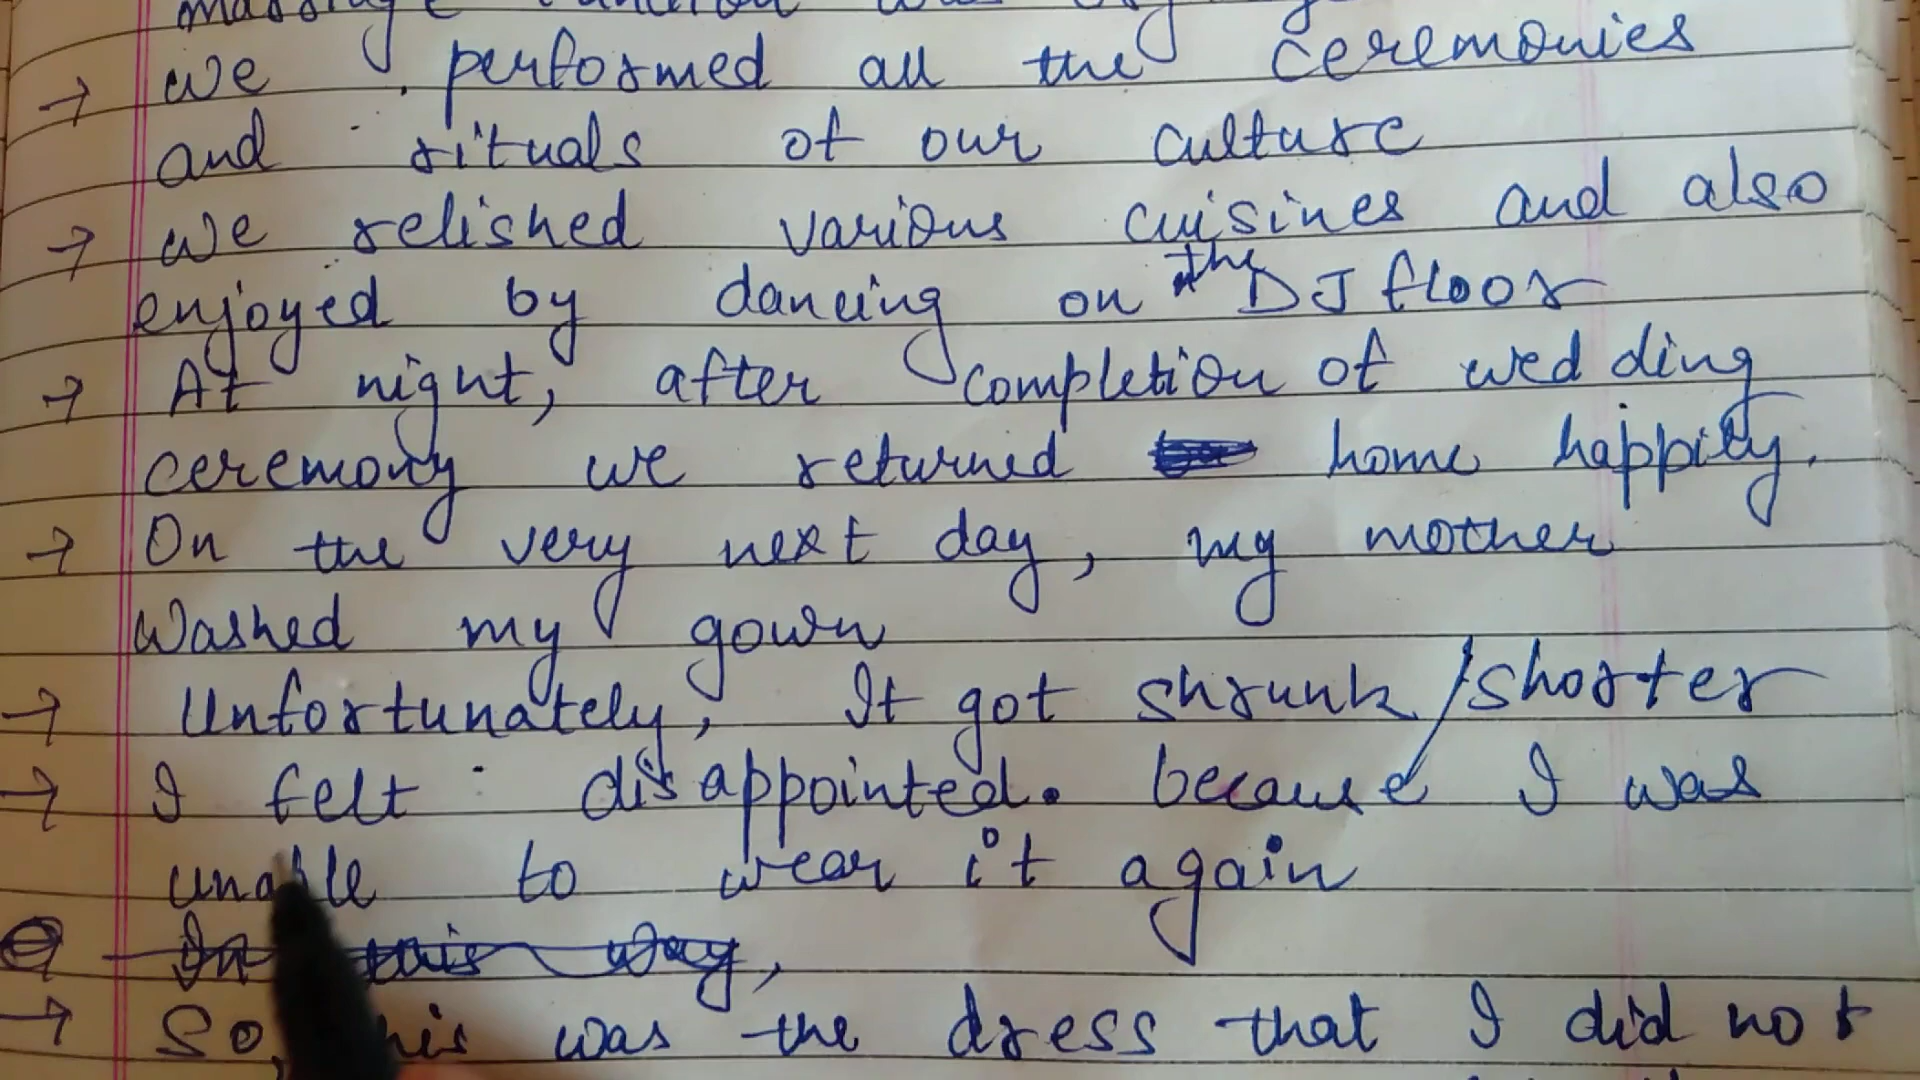 → we performed all the ceremonies
and rituals of our culture
→ we relished various cuisines and also
enjoyed by dancing on the DJ floor
→ At night, after completion of wedding
ceremony we returned home happily.
→ On the very next day, my mother
washed my gown
→ Unfortunately, It got shrunk/shorter
→ I felt disappointed. because I was
unable to wear it again
In this way,
→ So, this was the dress that I did not